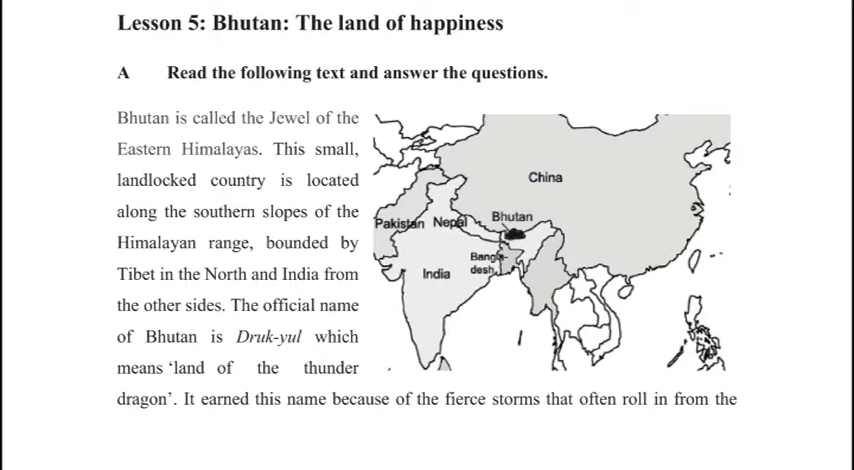 Lesson 5: Bhutan: The land of happiness
A Read the following text and answer the questions.
Bhutan is called the Jewel of the
Eastern Himalayas. This small,
landlocked country is located
along the southern slopes of the
Himalayan range, bounded by
Tibet in the North and India from
the other sides. The official name
of Bhutan is Druk-yul which
means ‘land of the thunder
dragon’. It earned this name because of the fierce storms that often roll in from the
China
Bhutan
Pakistan Nepal
Bangla-
desh
India